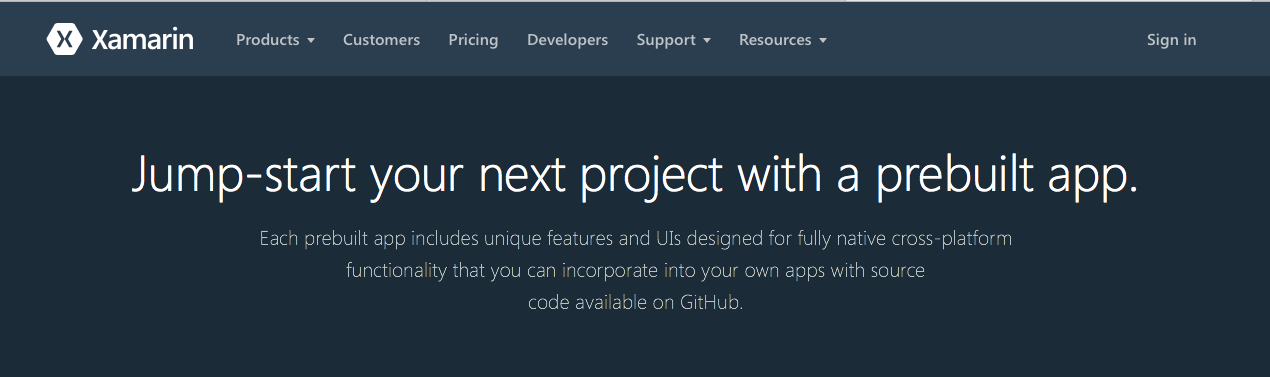 Xamarin Products Customers Pricing Developers Support Resources Sign in
Jump-start your next project with a prebuilt app.
Each prebuilt app includes unique features and UIs designed for fully native cross-platform
functionality that you can incorporate into your own apps with source
code available on GitHub.